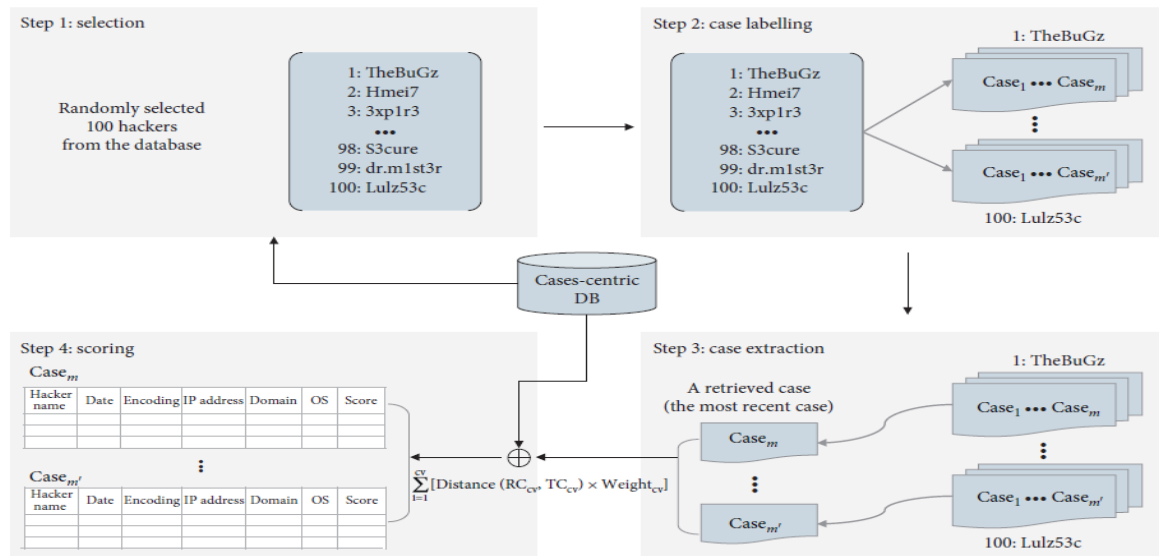 Step 1: selection
Randomly selected
100 hackers
from the database
1: TheBuGz
2: Hmei7
3: 3xp1r3
•••
98: S3cure
99: dr.m1st3r
100: Lulz53c
Step 2: case labelling
1: TheBuGz
2: Hmei7
3: 3xp1r3
•••
98: S3cure
99: dr.m1st3r
100: Lulz53c
1: TheBuGz
Case₁ ••• Caseₘ
Case₁ ••• Caseₘ′
100: Lulz53c
Cases-centric
DB
Step 4: scoring
Caseₘ
Hacker name Date Encoding IP address Domain OS Score
Caseₘ′
Hacker name Date Encoding IP address Domain OS Score
cv
∑ [Distance (RC_cv, TC_cv) × Weight_cv]
1=1
Step 3: case extraction
A retrieved case
(the most recent case)
Caseₘ
Caseₘ′
1: TheBuGz
Case₁ ••• Caseₘ
Case₁ ••• Caseₘ′
100: Lulz53c